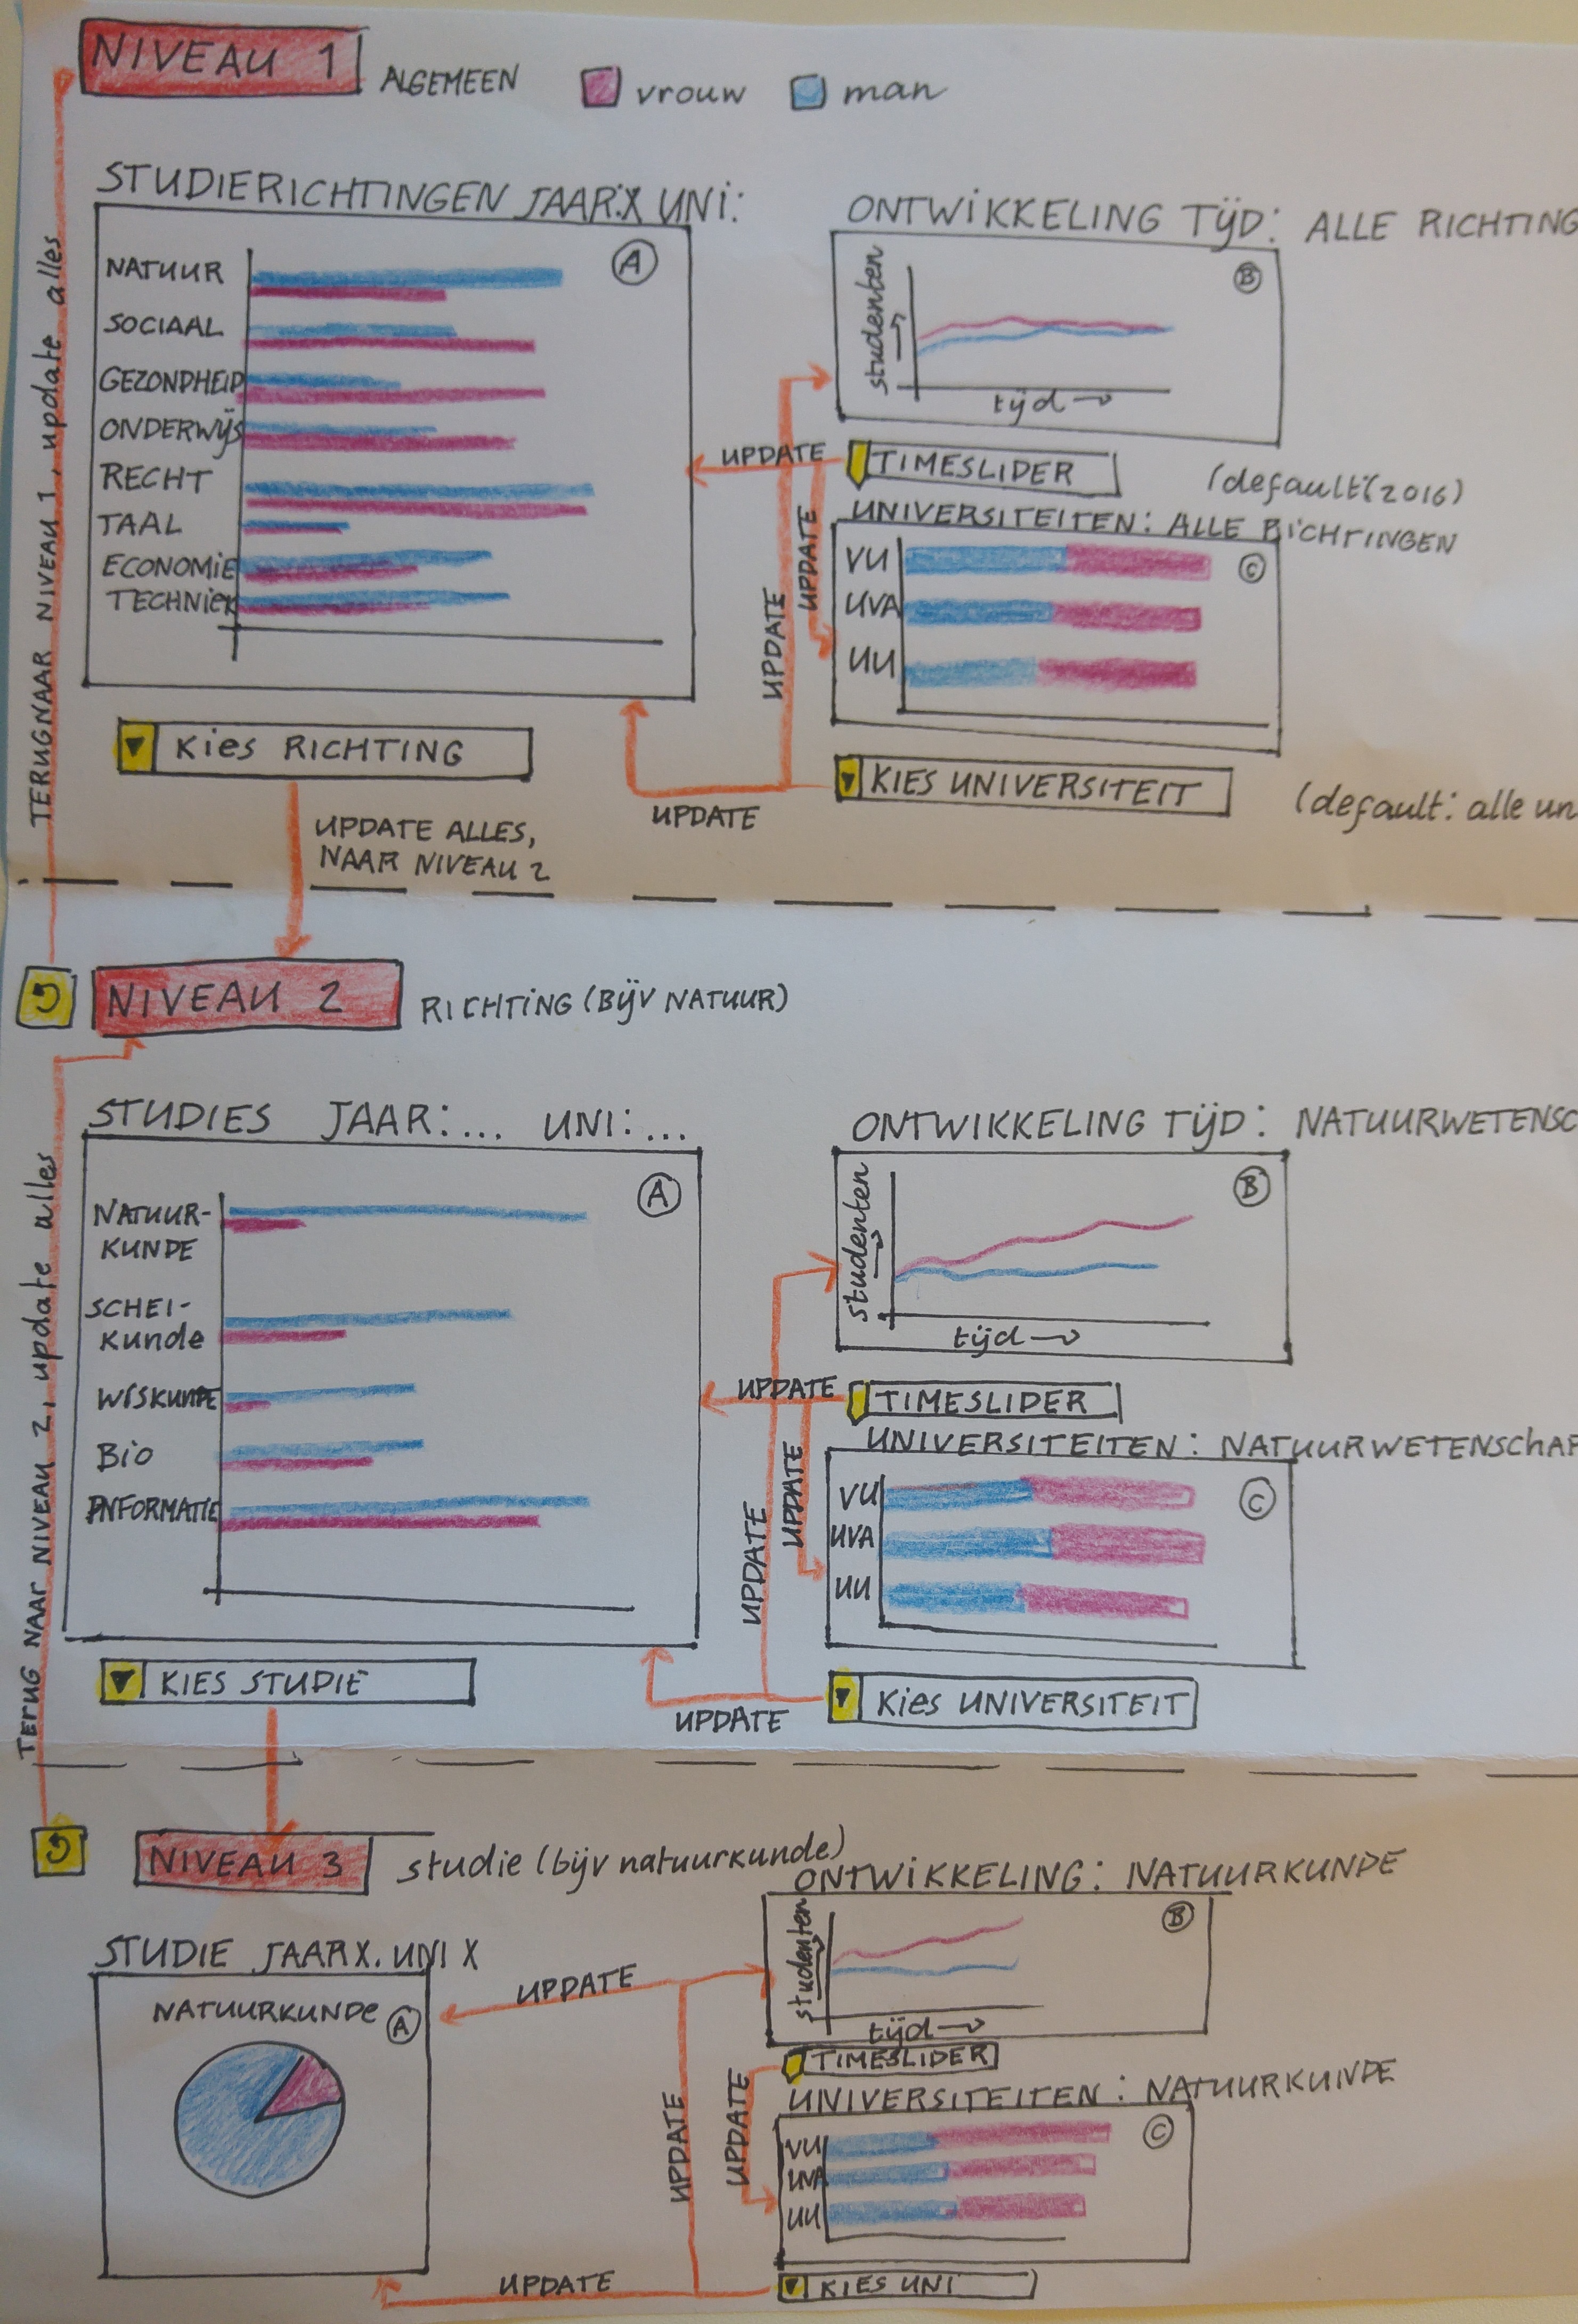 NIVEAU 1 ALGEMEEN vrouw man
TERUGNAAR NIVEAU 1, update alles
STUDIERICHTINGEN JAAR:X UNI:
A
NATUUR
SOCIAAL
GEZONDHEID
ONDERWIJS
RECHT
TAAL
ECONOMIE
TECHNIEK
Kies RICHTING
UPDATE ALLES,
NAAR NIVEAU 2
ONTWIKKELING TIJD: ALLE RICHTING
B
studenten
tijd
UPDATE
TIMESLIDER (default (2016)
UPDATE
UPDATE
UNIVERSITEITEN: ALLE RICHTINGEN
C
VU
UVA
UU
KIES UNIVERSITEIT (default: alle un
UPDATE
NIVEAU 2 RICHTING (BIJV NATUUR)
TERUG NAAR NIVEAU 2, update alles
STUDIES JAAR:... UNI:...
A
NATUUR-
KUNDE
SCHEI-
Kunde
WISKUNDE
BiO
INFORMATIE
KIES STUDIE
ONTWIKKELING TIJD: NATUURWETENSC
B
studenten
tijd
UPDATE
TIMESLIDER
UPDATE
UPDATE
UNIVERSITEITEN: NATUURWETENSCHAP
C
VU
UVA
UU
Kies UNIVERSITEIT
UPDATE
NIVEAU 3 studie (bijv natuurkunde)
STUDIE JAAR X. UNI X
NATUURKUNDE A
ONTWIKKELING: NATUURKUNDE
B
studenten
tijd
UPDATE
TIMESLIDER
UPDATE
UPDATE
UNIVERSITEITEN: NATUURKUNDE
C
VU
UVA
UU
KIES UNI
UPDATE